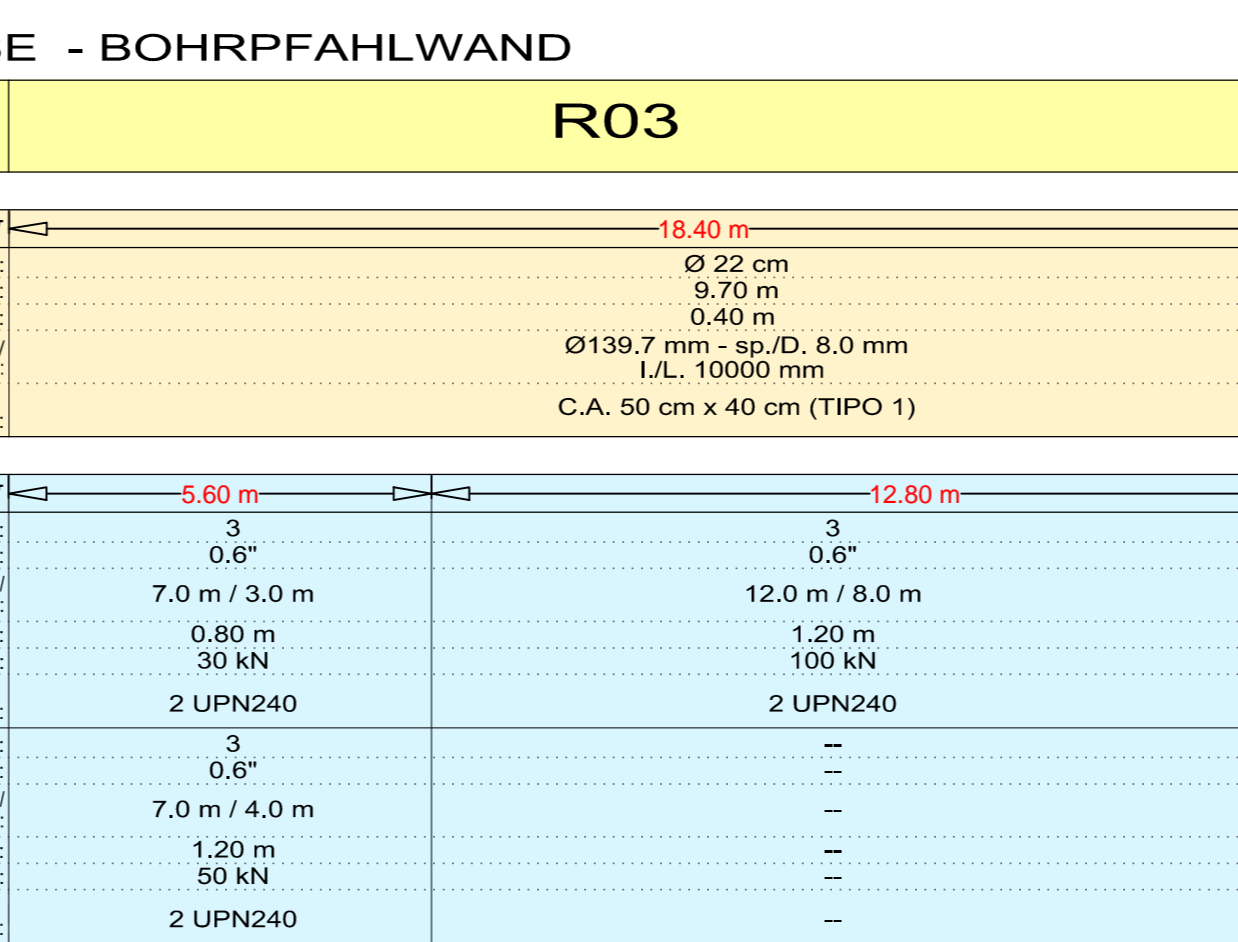 E - BOHRPFAHLWAND
R03
18.40 m
Ø 22 cm
9.70 m
0.40 m
Ø139.7 mm - sp./D. 8.0 mm
I./L. 10000 mm
C.A. 50 cm x 40 cm (TIPO 1)
5.60 m 12.80 m
3 3
0.6" 0.6"
7.0 m / 3.0 m 12.0 m / 8.0 m
0.80 m 1.20 m
30 kN 100 kN
2 UPN240 2 UPN240
3 --
0.6" --
7.0 m / 4.0 m --
1.20 m --
50 kN --
2 UPN240 --